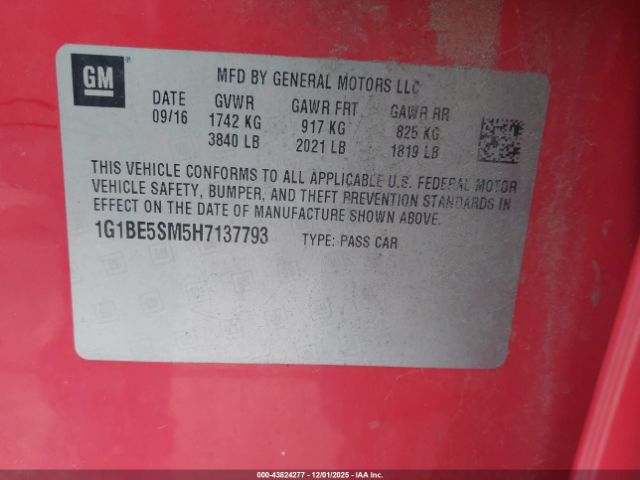 GM
MFD BY GENERAL MOTORS LLC
DATE GVWR GAWR FRT GAWR RR
09/16 1742 KG 917 KG 825 KG
3840 LB 2021 LB 1819 LB
THIS VEHICLE CONFORMS TO ALL APPLICABLE U.S. FEDERAL MOTOR
VEHICLE SAFETY, BUMPER, AND THEFT PREVENTION STANDARDS
IN EFFECT ON THE DATE OF MANUFACTURE SHOWN ABOVE.
1G1BE5SM5H7137793 TYPE: PASS CAR
000-43824277 - 12/01/2025 - IAA Inc.